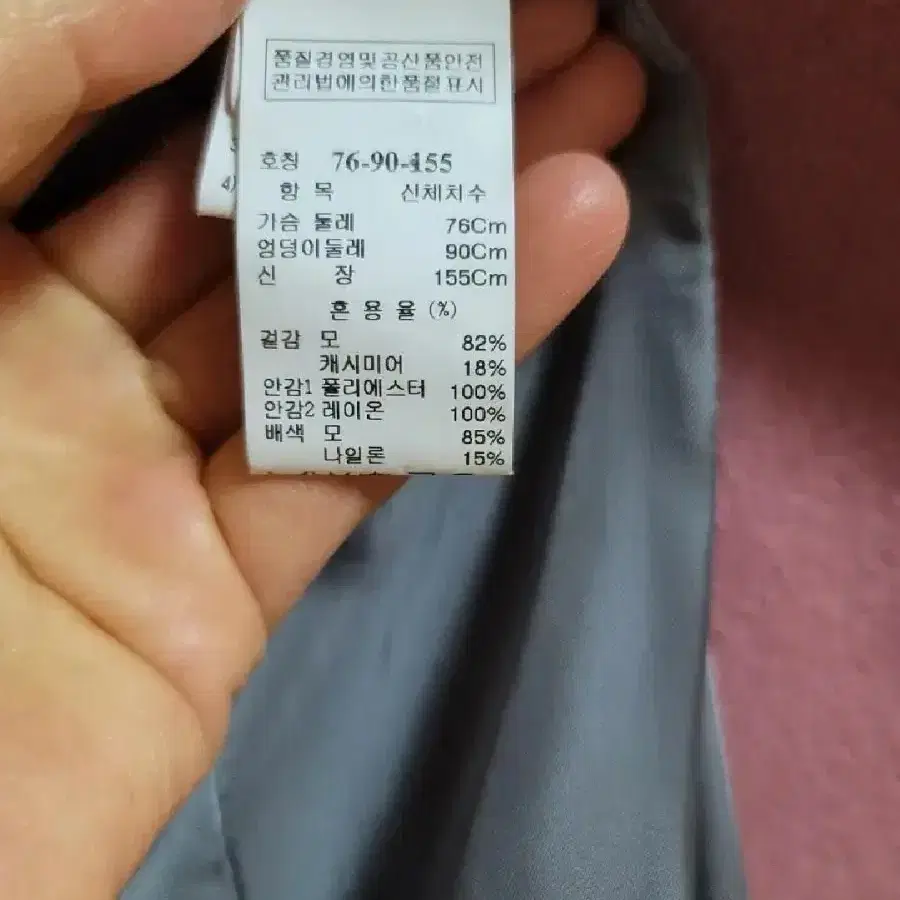 품질경영및공산품안전
관리법에의한품절표시
호칭 76-90-155
항 목 신체치수
가슴 둘레 76Cm
엉덩이둘레 90Cm
신 장 155Cm
혼 용 율 (%)
겉감 모 82%
캐시미어 18%
안감1 폴리에스터 100%
안감2 레이온 100%
배색 모 85%
나일론 15%
4)